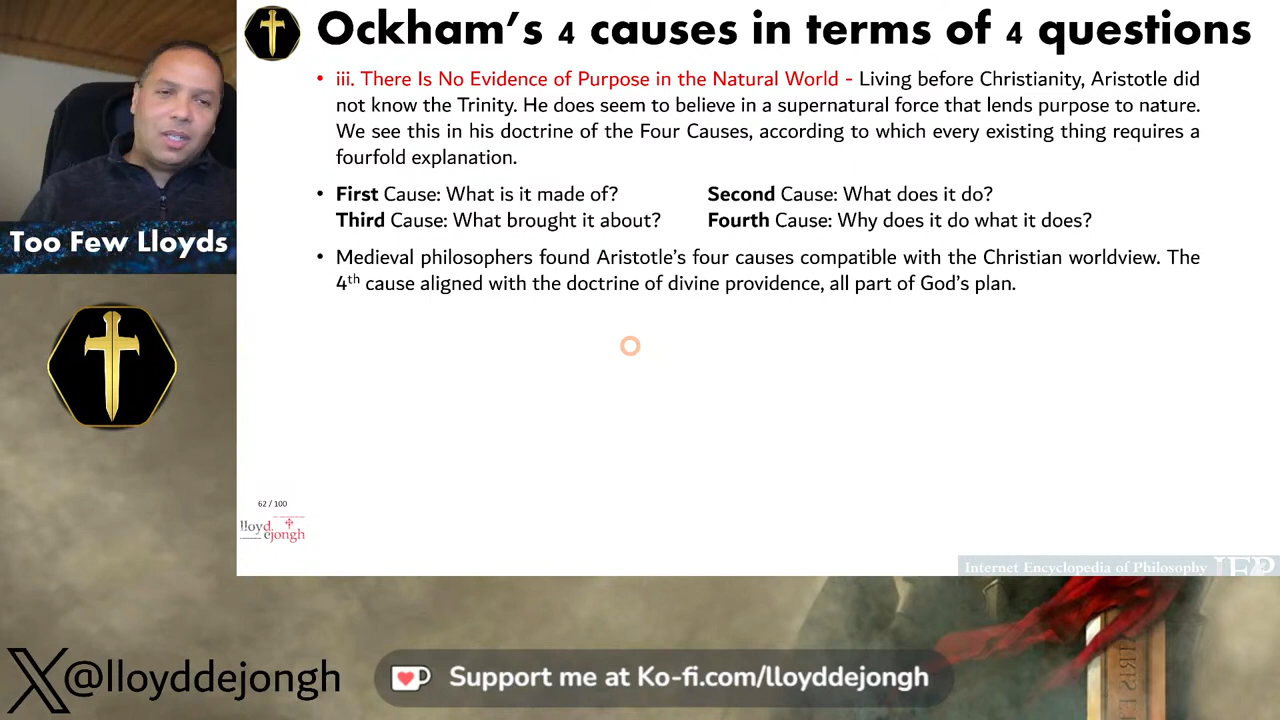 Ockham's 4 causes in terms of 4 questions
• iii. There Is No Evidence of Purpose in the Natural World - Living before Christianity, Aristotle did
not know the Trinity. He does seem to believe in a supernatural force that lends purpose to nature.
We see this in his doctrine of the Four Causes, according to which every existing thing requires a
fourfold explanation.
• First Cause: What is it made of? Second Cause: What does it do?
Third Cause: What brought it about? Fourth Cause: Why does it do what it does?
• Medieval philosophers found Aristotle's four causes compatible with the Christian worldview. The
4th cause aligned with the doctrine of divine providence, all part of God's plan.
Too Few Lloyds
62 / 100
lloyd
ejongh
Internet Encyclopedia of Philosophy IEP
X@lloyddejongh
Support me at Ko-fi.com/lloyddejongh